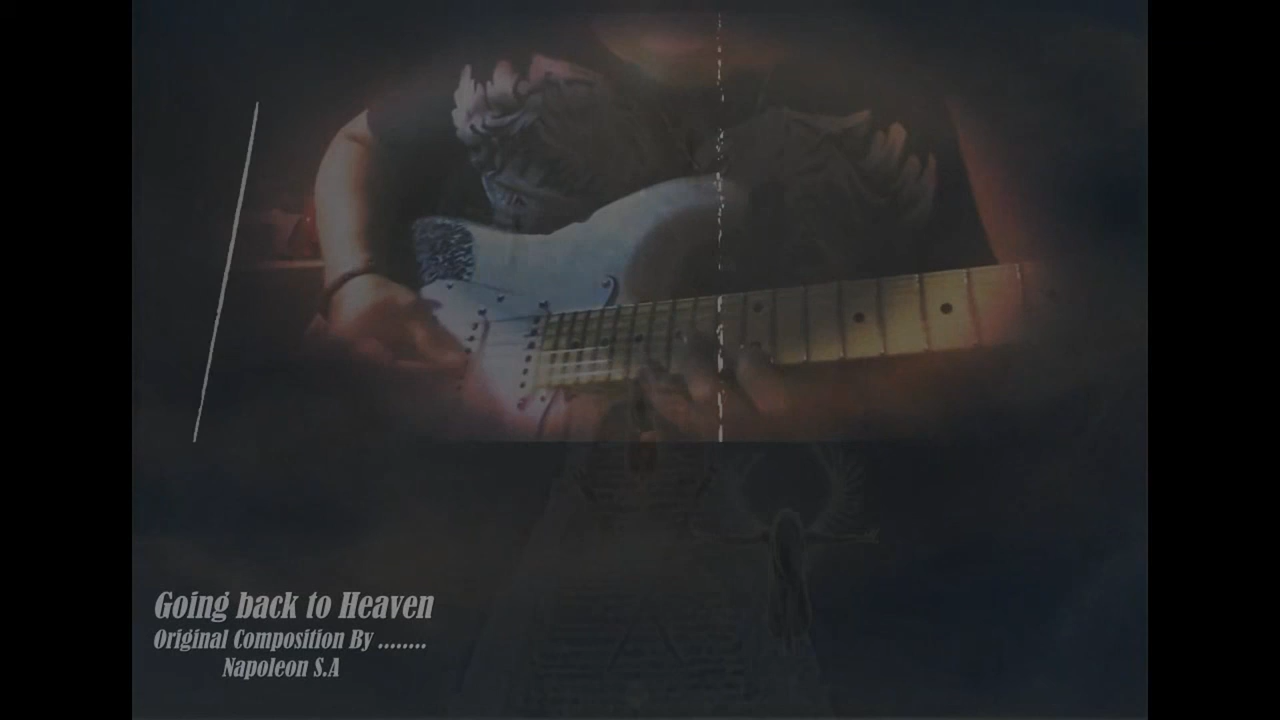 Going back to Heaven
Original Composition By ........
Napoleon S.A